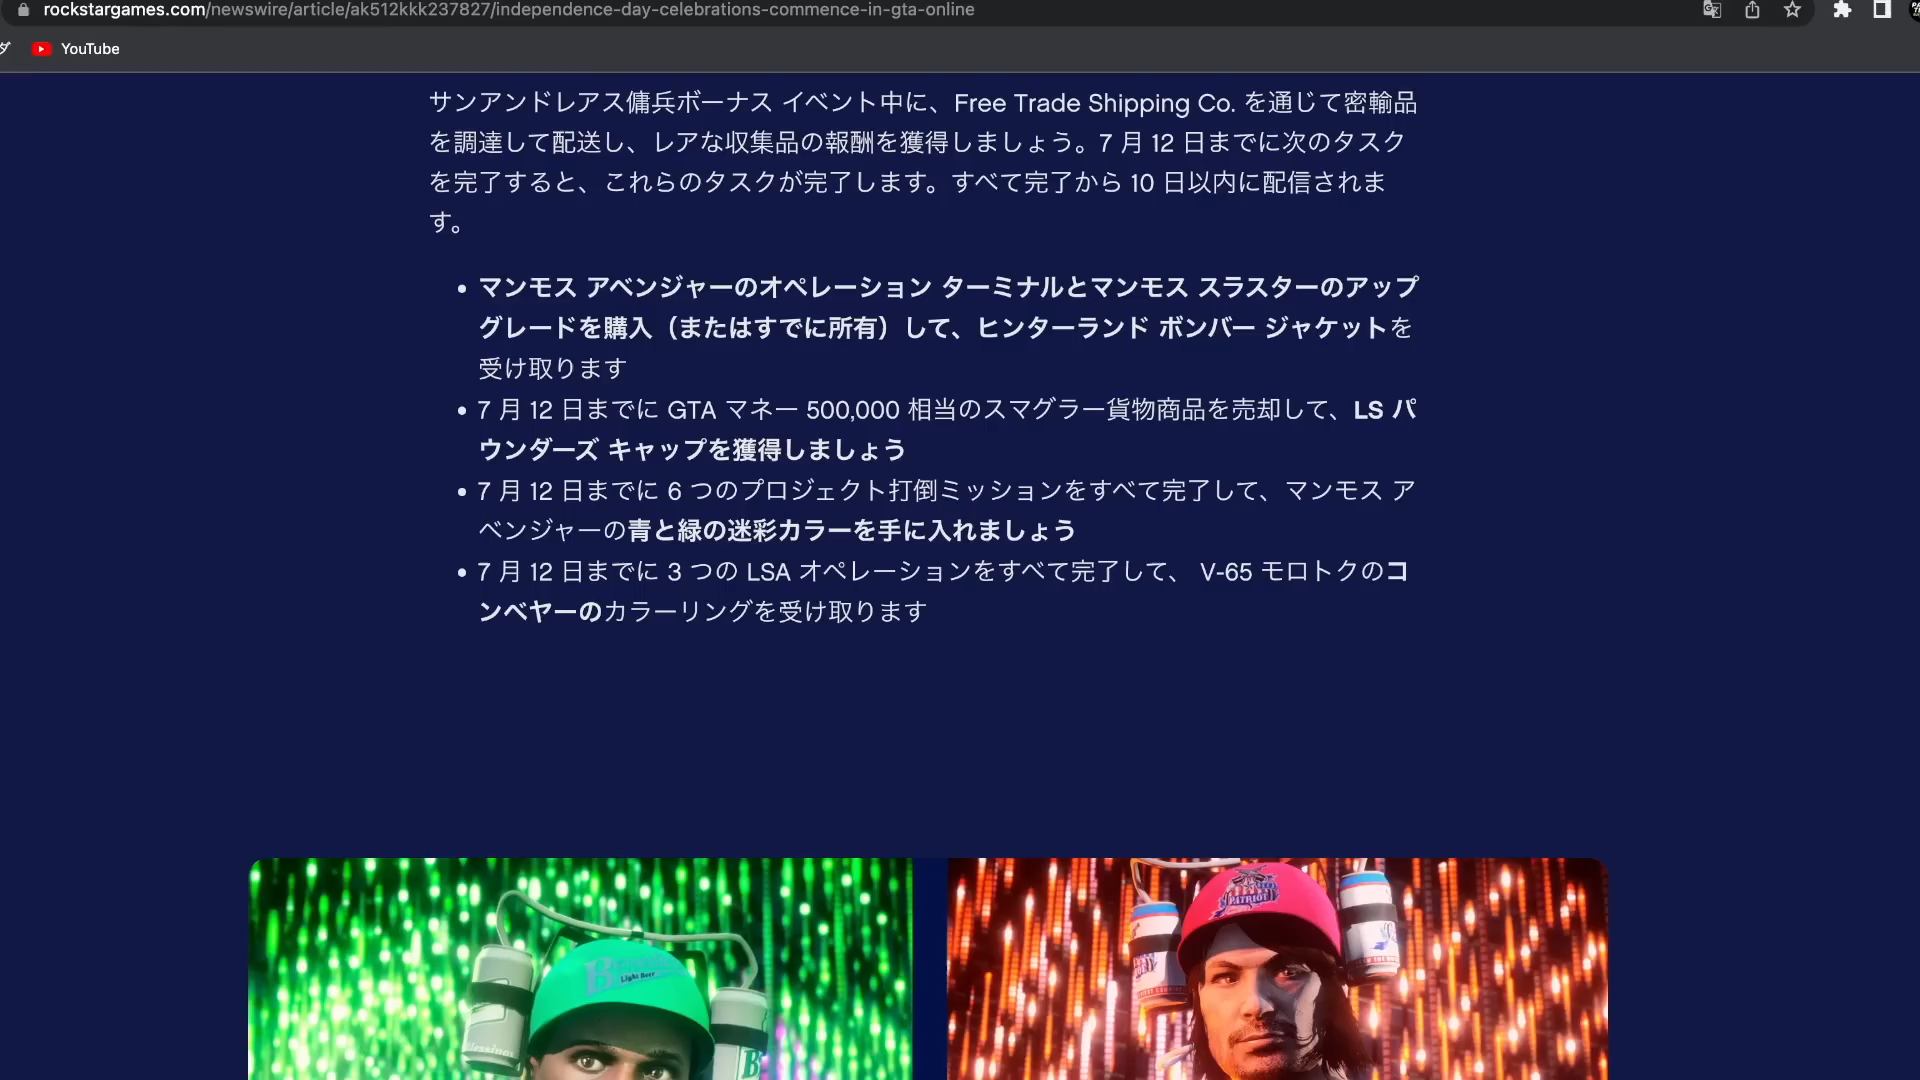 rockstargames.com/newswire/article/ak512kkk237827/independence-day-celebrations-commence-in-gta-online
ダ YouTube
サンアンドレアス傭兵ボーナス イベント中に、Free Trade Shipping Co. を通じて密輸品
を調達して配送し、レアな収集品の報酬を獲得しましょう。7 月 12 日までに次のタスク
を完了すると、これらのタスクが完了します。すべて完了から 10 日以内に配信されま
す。
• マンモス アベンジャーのオペレーション ターミナルとマンモス スラスターのアップ
グレードを購入（またはすでに所有）して、ヒンターランド ボンバー ジャケットを
受け取ります
• 7 月 12 日までに GTA マネー 500,000 相当のスマグラー貨物商品を売却して、LS パ
ウンダーズ キャップを獲得しましょう
• 7 月 12 日までに 6 つのプロジェクト打倒ミッションをすべて完了して、マンモス ア
ベンジャーの青と緑の迷彩カラーを手に入れましょう
• 7 月 12 日までに 3 つの LSA オペレーションをすべて完了して、 V-65 モロトクのコ
ンベヤーのカラーリングを受け取ります
PATRIOT
Light Beer
Blessinos
B